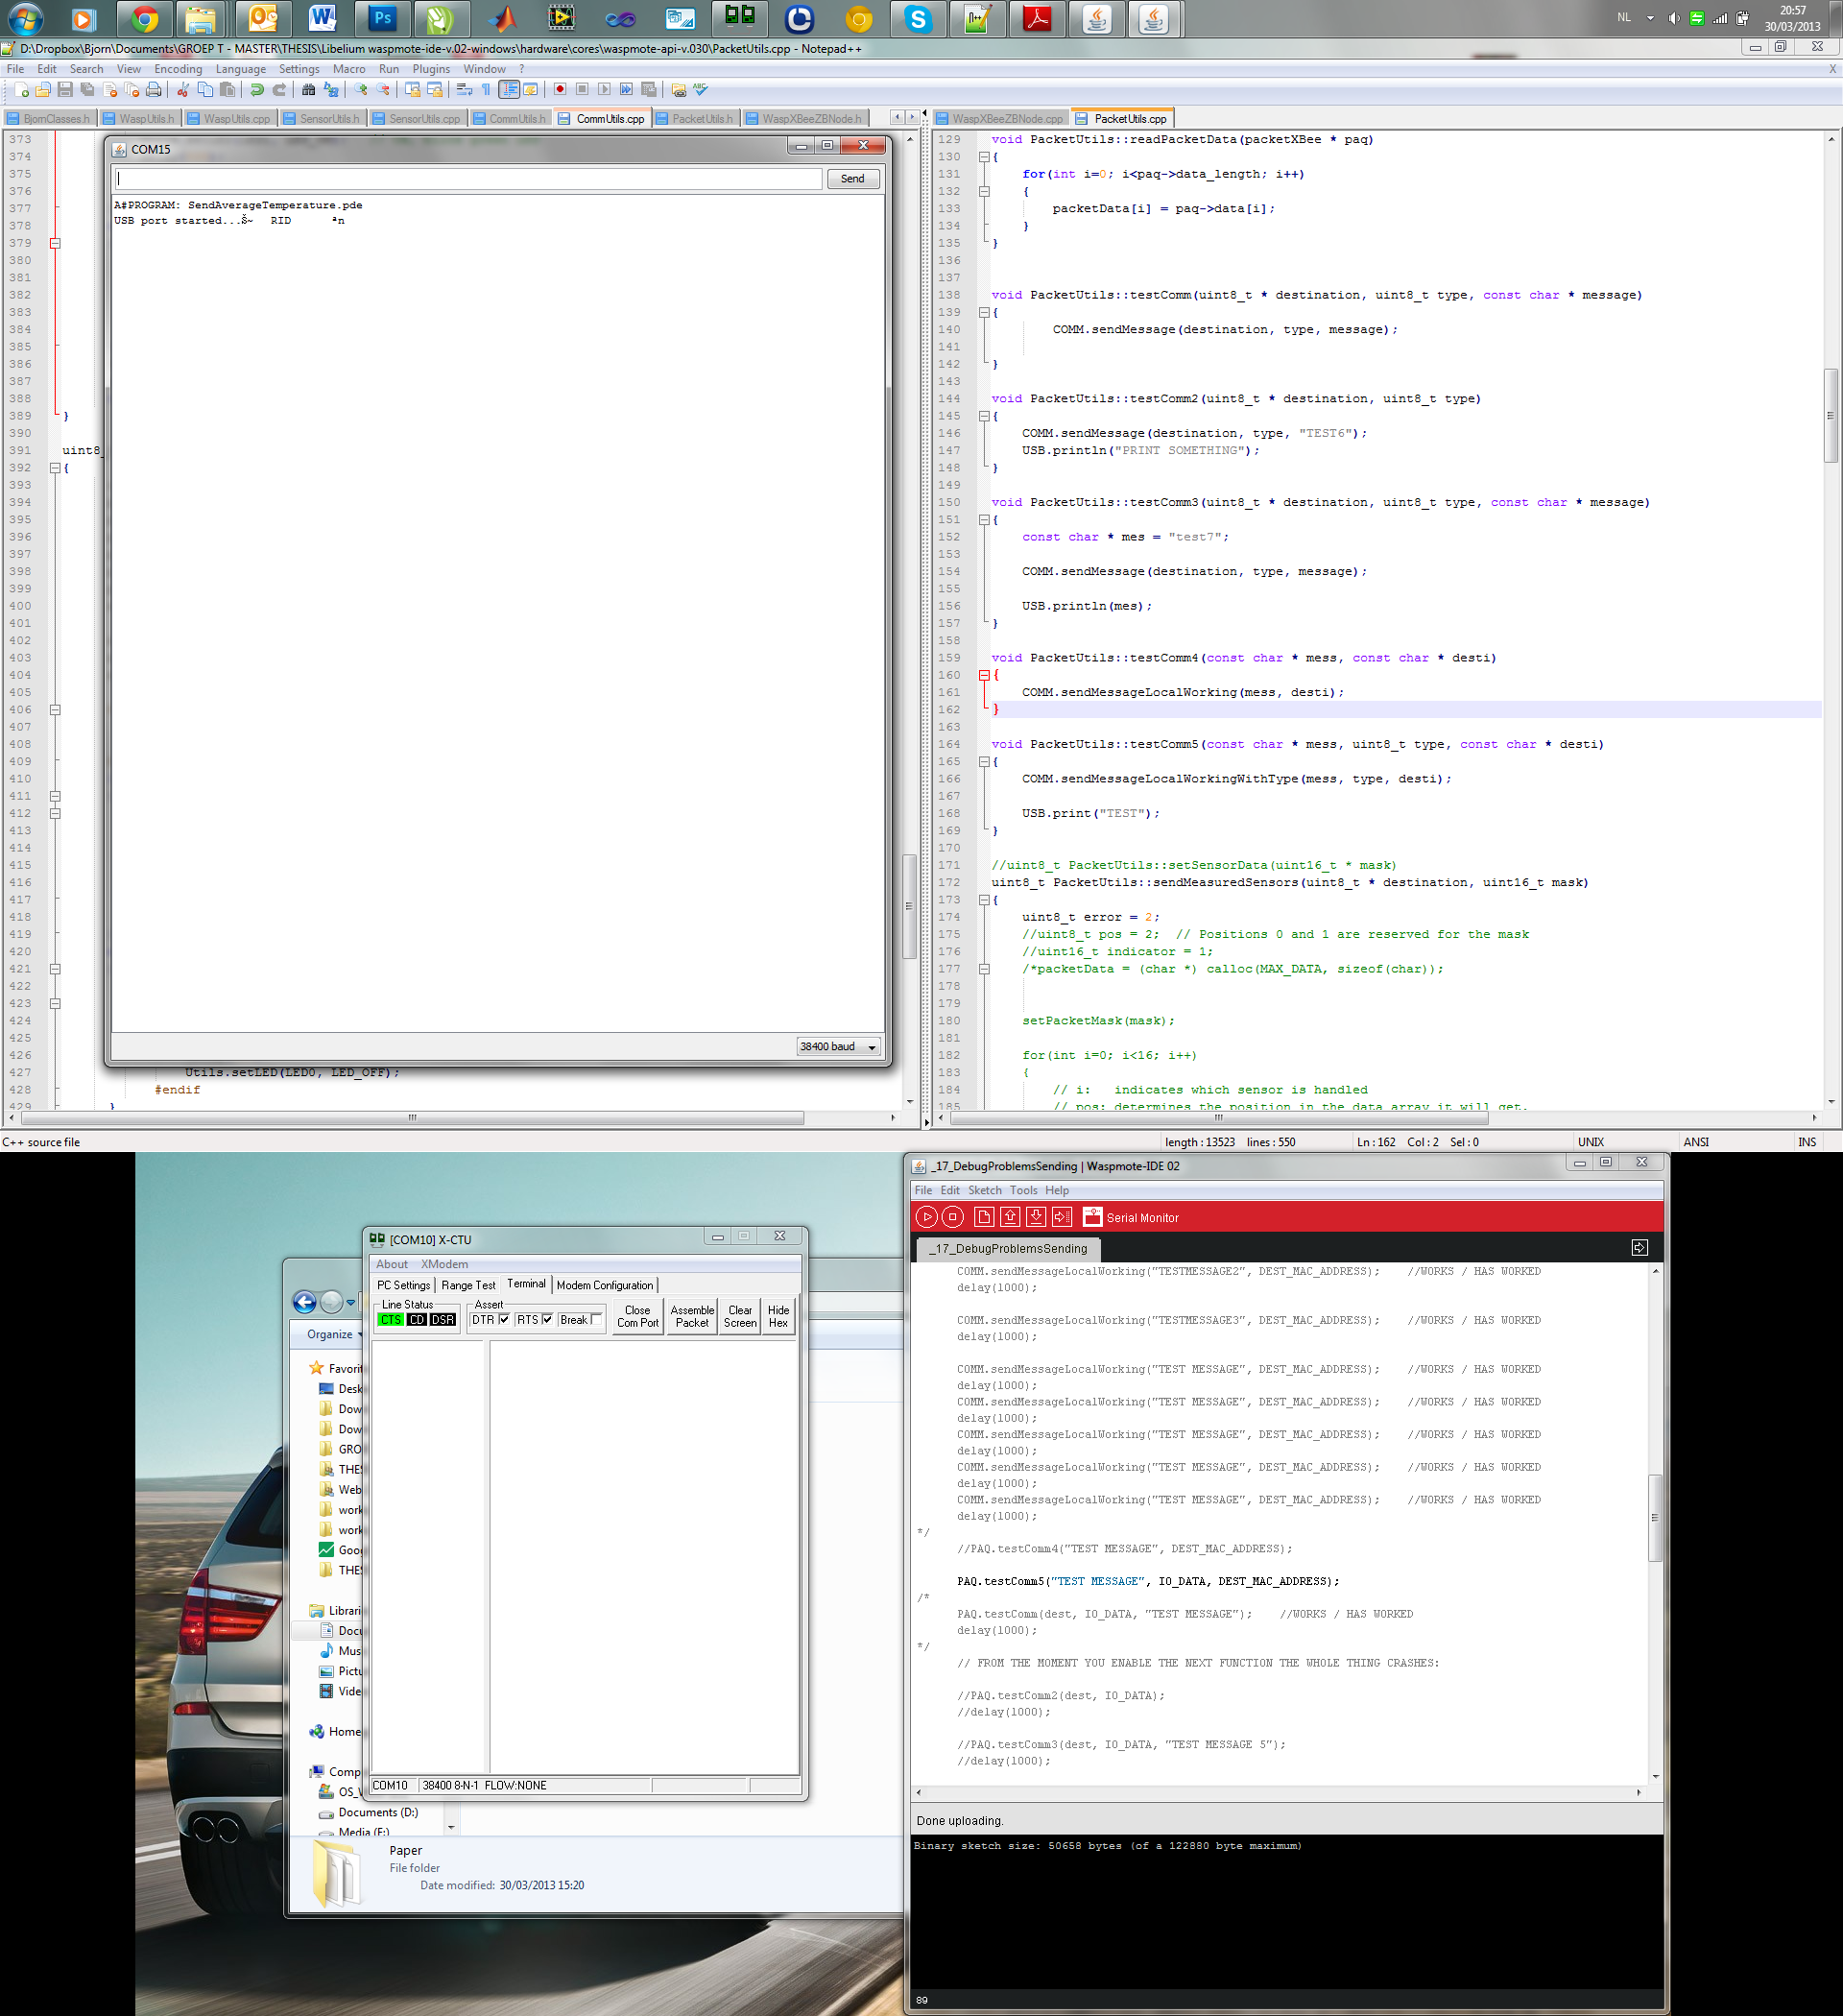 NL
20:57
30/03/2013
D:\Dropbox\Bjorn\Documents\GROEP T - MASTER\THESIS\Libelium waspmote-ide-v.02-windows\hardware\cores\waspmote-api-v.030\PacketUtils.cpp - Notepad++
File Edit Search View Encoding Language Settings Macro Run Plugins Window ?
BjornClasses.h WaspUtils.h WaspUtils.cpp SensorUtils.h SensorUtils.cpp CommUtils.h CommUtils.cpp PacketUtils.h WaspXBeeZBNode.h
WaspXBeeZBNode.cpp PacketUtils.cpp
COM15
Send
A#PROGRAM: SendAverageTemperature.pde
USB port started...Š~ RID ªn
38400 baud
389 }
391 uint8_
392 {
427 Utils.setLED(LED0, LED_OFF);
428 #endif
429 }
129 void PacketUtils::readPacketData(packetXBee * paq)
130 {
131 for(int i=0; i<paq->data_length; i++)
132 {
133 packetData[i] = paq->data[i];
134 }
135 }
136
137
138 void PacketUtils::testComm(uint8_t * destination, uint8_t type, const char * message)
139 {
140 COMM.sendMessage(destination, type, message);
141
142 }
143
144 void PacketUtils::testComm2(uint8_t * destination, uint8_t type)
145 {
146 COMM.sendMessage(destination, type, "TEST6");
147 USB.println("PRINT SOMETHING");
148 }
149
150 void PacketUtils::testComm3(uint8_t * destination, uint8_t type, const char * message)
151 {
152 const char * mes = "test7";
153
154 COMM.sendMessage(destination, type, message);
155
156 USB.println(mes);
157 }
158
159 void PacketUtils::testComm4(const char * mess, const char * desti)
160 {
161 COMM.sendMessageLocalWorking(mess, desti);
162 }
163
164 void PacketUtils::testComm5(const char * mess, uint8_t type, const char * desti)
165 {
166 COMM.sendMessageLocalWorkingWithType(mess, type, desti);
167
168 USB.print("TEST");
169 }
170
171 //uint8_t PacketUtils::setSensorData(uint16_t * mask)
172 uint8_t PacketUtils::sendMeasuredSensors(uint8_t * destination, uint16_t mask)
173 {
174 uint8_t error = 2;
175 //uint8_t pos = 2; // Positions 0 and 1 are reserved for the mask
176 //uint16_t indicator = 1;
177 /*packetData = (char *) calloc(MAX_DATA, sizeof(char));
178
179
180 setPacketMask(mask);
181
182 for(int i=0; i<16; i++)
183 {
184 // i: indicates which sensor is handled
185 // pos: determines the position in the data array it will get.
C++ source file
length : 13523 lines : 550
Ln : 162 Col : 2 Sel : 0
UNIX
ANSI
INS
[COM10] X-CTU
About XModem
PC Settings Range Test Terminal Modem Configuration
Line Status
CTS CD DSR
Assert
DTR RTS Break
Close Com Port
Assemble Packet
Clear Screen
Hide Hex
COM10 38400 8-N-1 FLOW:NONE
Organize
Favorit
Desk
Dow
Dow
GRO
THES
Web
work
work
Goog
THES
Librari
Docu
Mus
Pictu
Vide
Home
Comp
OS_
Documents (D:)
Media (E:)
Paper
File folder
Date modified: 30/03/2013 15:20
_17_DebugProblemsSending | Waspmote-IDE 02
File Edit Sketch Tools Help
Serial Monitor
_17_DebugProblemsSending
COMM.sendMessageLocalWorking("TESTMESSAGE2", DEST_MAC_ADDRESS); //WORKS / HAS WORKED
delay(1000);
COMM.sendMessageLocalWorking("TESTMESSAGE3", DEST_MAC_ADDRESS); //WORKS / HAS WORKED
delay(1000);
COMM.sendMessageLocalWorking("TEST MESSAGE", DEST_MAC_ADDRESS); //WORKS / HAS WORKED
delay(1000);
COMM.sendMessageLocalWorking("TEST MESSAGE", DEST_MAC_ADDRESS); //WORKS / HAS WORKED
delay(1000);
COMM.sendMessageLocalWorking("TEST MESSAGE", DEST_MAC_ADDRESS); //WORKS / HAS WORKED
delay(1000);
COMM.sendMessageLocalWorking("TEST MESSAGE", DEST_MAC_ADDRESS); //WORKS / HAS WORKED
delay(1000);
COMM.sendMessageLocalWorking("TEST MESSAGE", DEST_MAC_ADDRESS); //WORKS / HAS WORKED
delay(1000);
*/
//PAQ.testComm4("TEST MESSAGE", DEST_MAC_ADDRESS);
PAQ.testComm5("TEST MESSAGE", IO_DATA, DEST_MAC_ADDRESS);
/*
PAQ.testComm(dest, IO_DATA, "TEST MESSAGE"); //WORKS / HAS WORKED
delay(1000);
*/
// FROM THE MOMENT YOU ENABLE THE NEXT FUNCTION THE WHOLE THING CRASHES:
//PAQ.testComm2(dest, IO_DATA);
//delay(1000);
//PAQ.testComm3(dest, IO_DATA, "TEST MESSAGE 5");
//delay(1000);
Done uploading.
Binary sketch size: 50658 bytes (of a 122880 byte maximum)
89